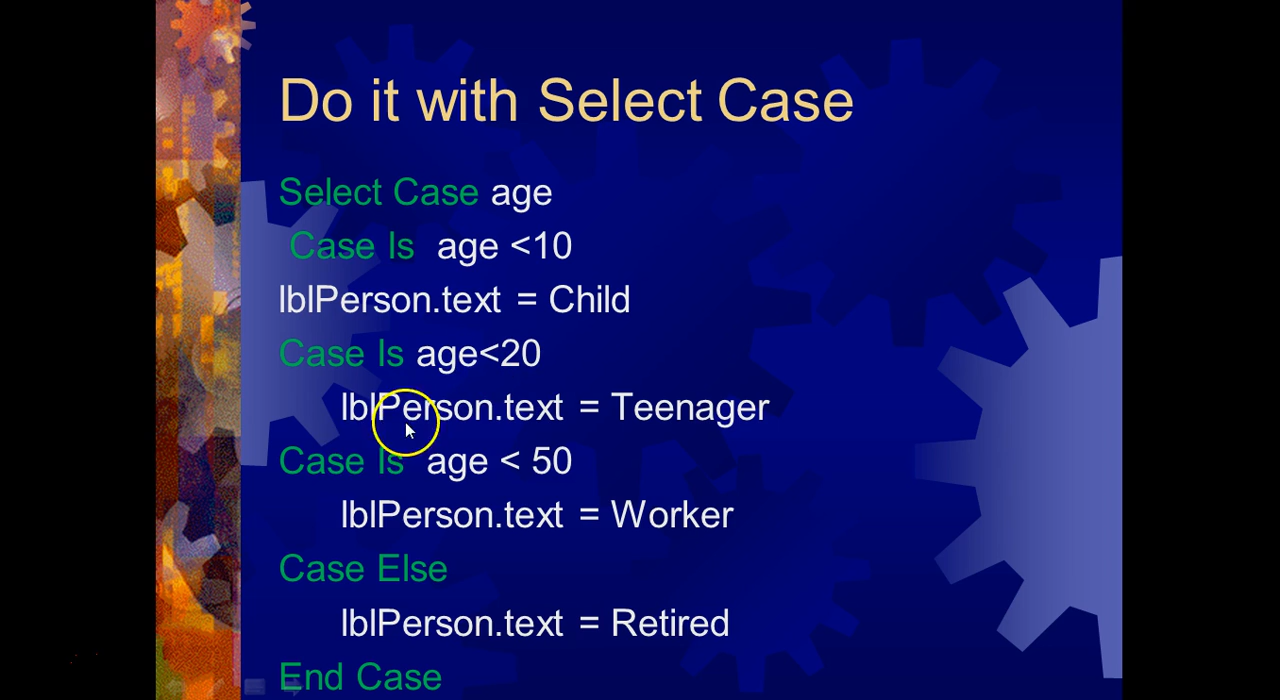 Do it with Select Case
Select Case age
Case Is age <10
lblPerson.text = Child
Case Is age<20
lblPerson.text = Teenager
Case Is age < 50
lblPerson.text = Worker
Case Else
lblPerson.text = Retired
End Case